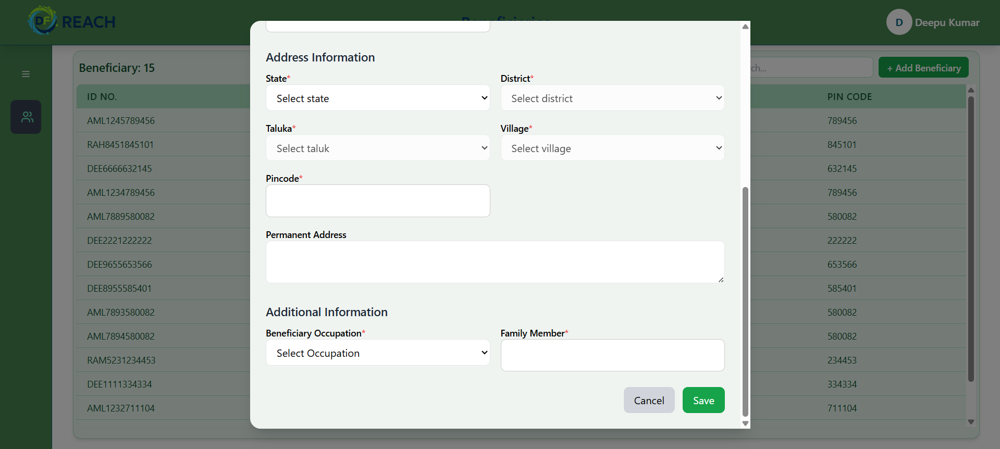 DF REACH
Beneficiaries
D Deepu Kumar
Beneficiary: 15
ch...
+ Add Beneficiary
ID NO.
PIN CODE
AML1245789456
789456
RAH8451845101
845101
DEE6666632145
632145
AML1234789456
789456
AML7889580082
580082
DEE2221222222
222222
DEE9655653566
653566
DEE8955585401
585401
AML7893580082
580082
AML7894580082
580082
RAM5231234453
234453
DEE1111334334
334334
AML1232711104
711104
Address Information
State*
District*
Select state
Select district
Taluka*
Village*
Select taluk
Select village
Pincode*
Permanent Address
Additional Information
Beneficiary Occupation*
Family Member*
Select Occupation
Cancel
Save